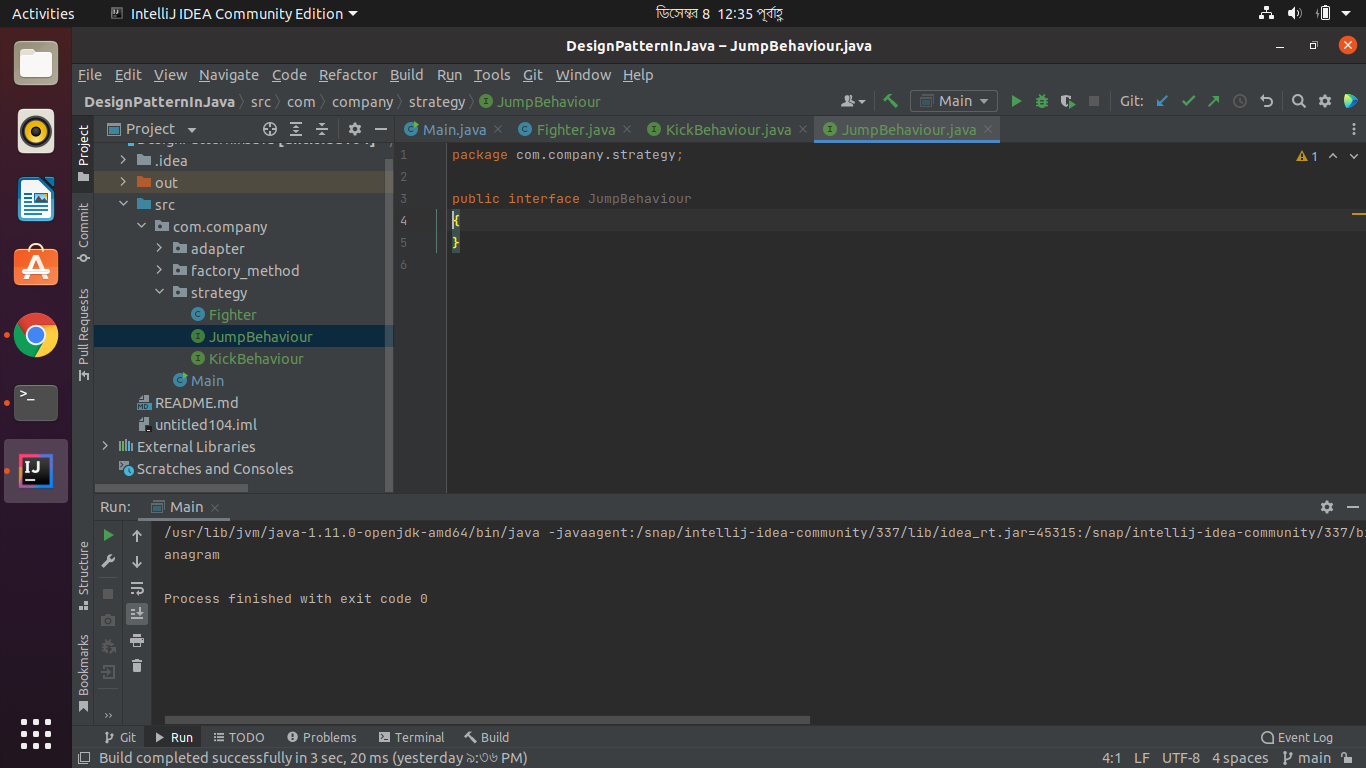 Activities
IntelliJ IDEA Community Edition
ডিসেম্বর 8 12:35 পূর্বাহ্ণ
DesignPatternInJava – JumpBehaviour.java
File Edit View Navigate Code Refactor Build Run Tools Git Window Help
DesignPatternInJava src com company strategy JumpBehaviour
Main
Git:
Project
Main.java
Fighter.java
KickBehaviour.java
JumpBehaviour.java
Project
Commit
Pull Requests
Structure
Bookmarks
.idea
out
src
com.company
adapter
factory_method
strategy
Fighter
JumpBehaviour
KickBehaviour
Main
README.md
untitled104.iml
External Libraries
Scratches and Consoles
1 package com.company.strategy;
2
3 public interface JumpBehaviour
4 {
5 }
6
1
Run: Main
/usr/lib/jvm/java-1.11.0-openjdk-amd64/bin/java -javaagent:/snap/intellij-idea-community/337/lib/idea_rt.jar=45315:/snap/intellij-idea-community/337/bi
anagram
Process finished with exit code 0
Git Run TODO Problems Terminal Build Event Log
Build completed successfully in 3 sec, 20 ms (yesterday ৯:৩৬ PM)
4:1 LF UTF-8 4 spaces main